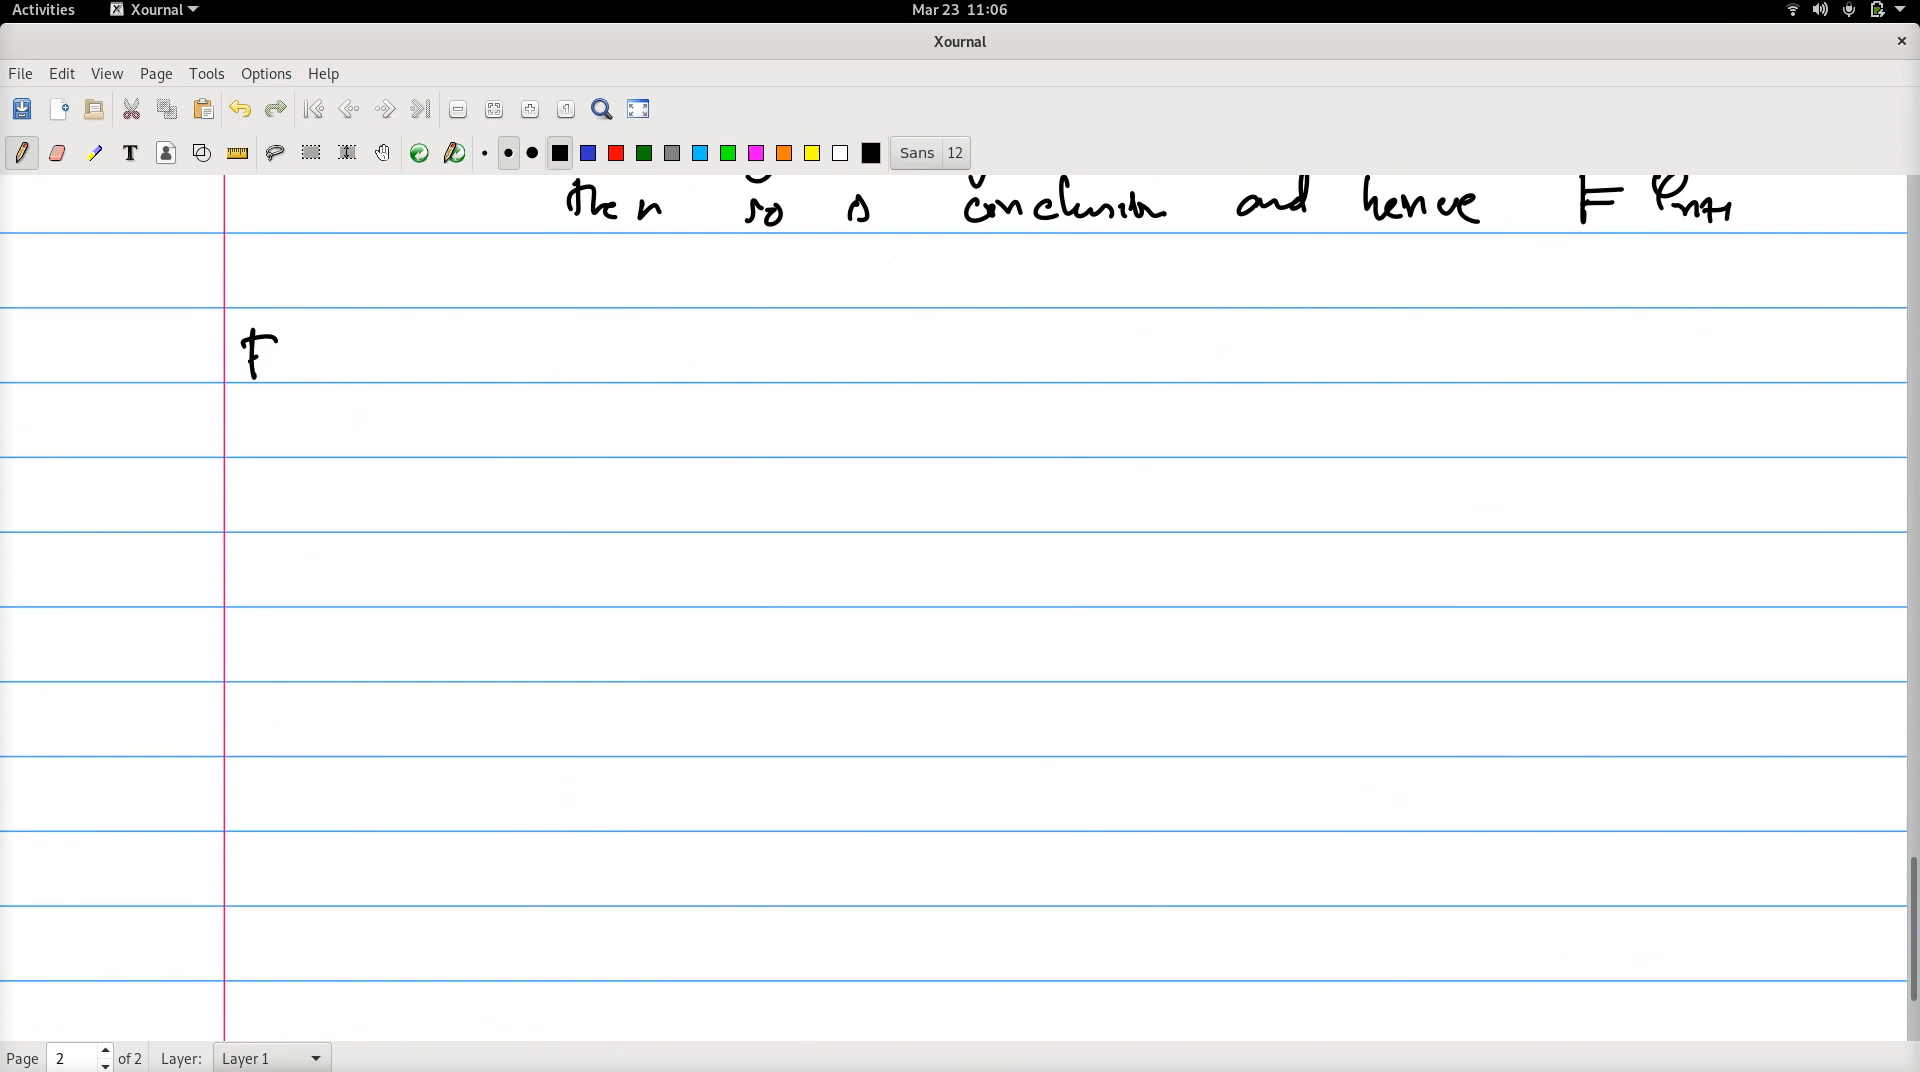 Activities Xournal Mar 23 11:06
Xournal
File Edit View Page Tools Options Help
T Sans 12
then so is conclusion and hence ⊨ φn+1
F
Page 2 of 2 Layer: Layer 1